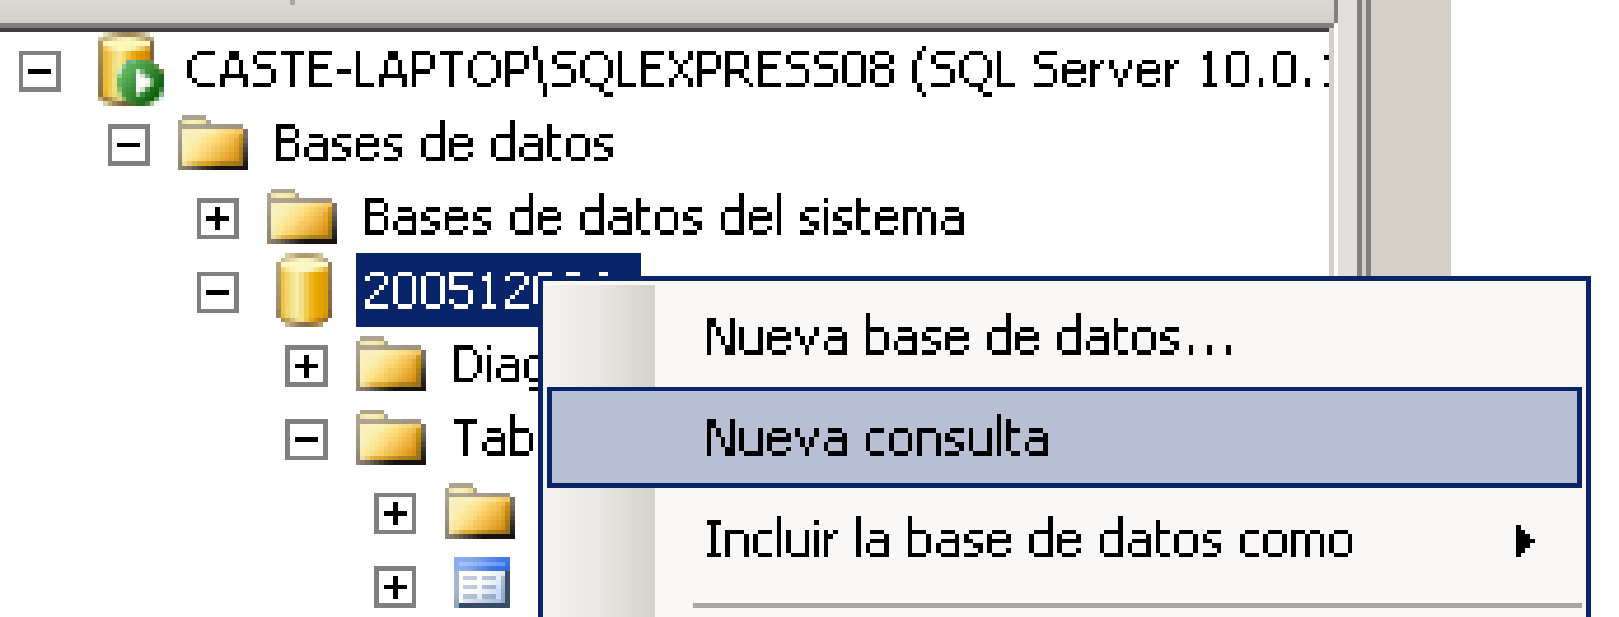 CASTE-LAPTOP\SQLEXPRESS08 (SQL Server 10.0.
Bases de datos
Bases de datos del sistema
Nueva base de datos...
Nueva consulta
Incluir la base de datos como